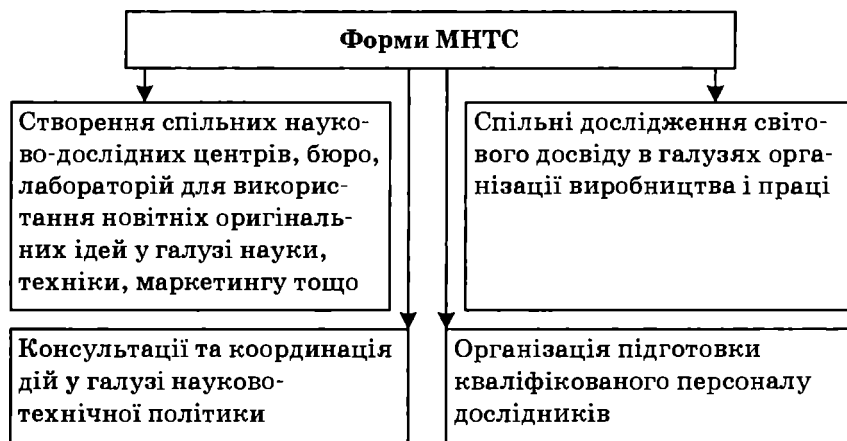 Форми МНТС
Створення спільних науко-
во-дослідних центрів, бюро,
лабораторій для використ-
тання новітніх оригіналь-
них ідей у галузі науки,
техніки, маркетингу тощо
Спільні дослідження світо-
вого досвіду в галузях орга-
нізації виробництва і праці
Консультації та координація
дій у галузі науково-
технічної політики
Організація підготовки
кваліфікованого персоналу
дослідників